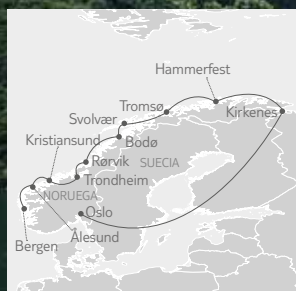 Hammerfest
Tromsø
Kirkenes
Svolvær
Bodø
Kristiansund
Rørvik
SUECIA
Trondheim
NORUEGA
Oslo
Bergen
Ålesund